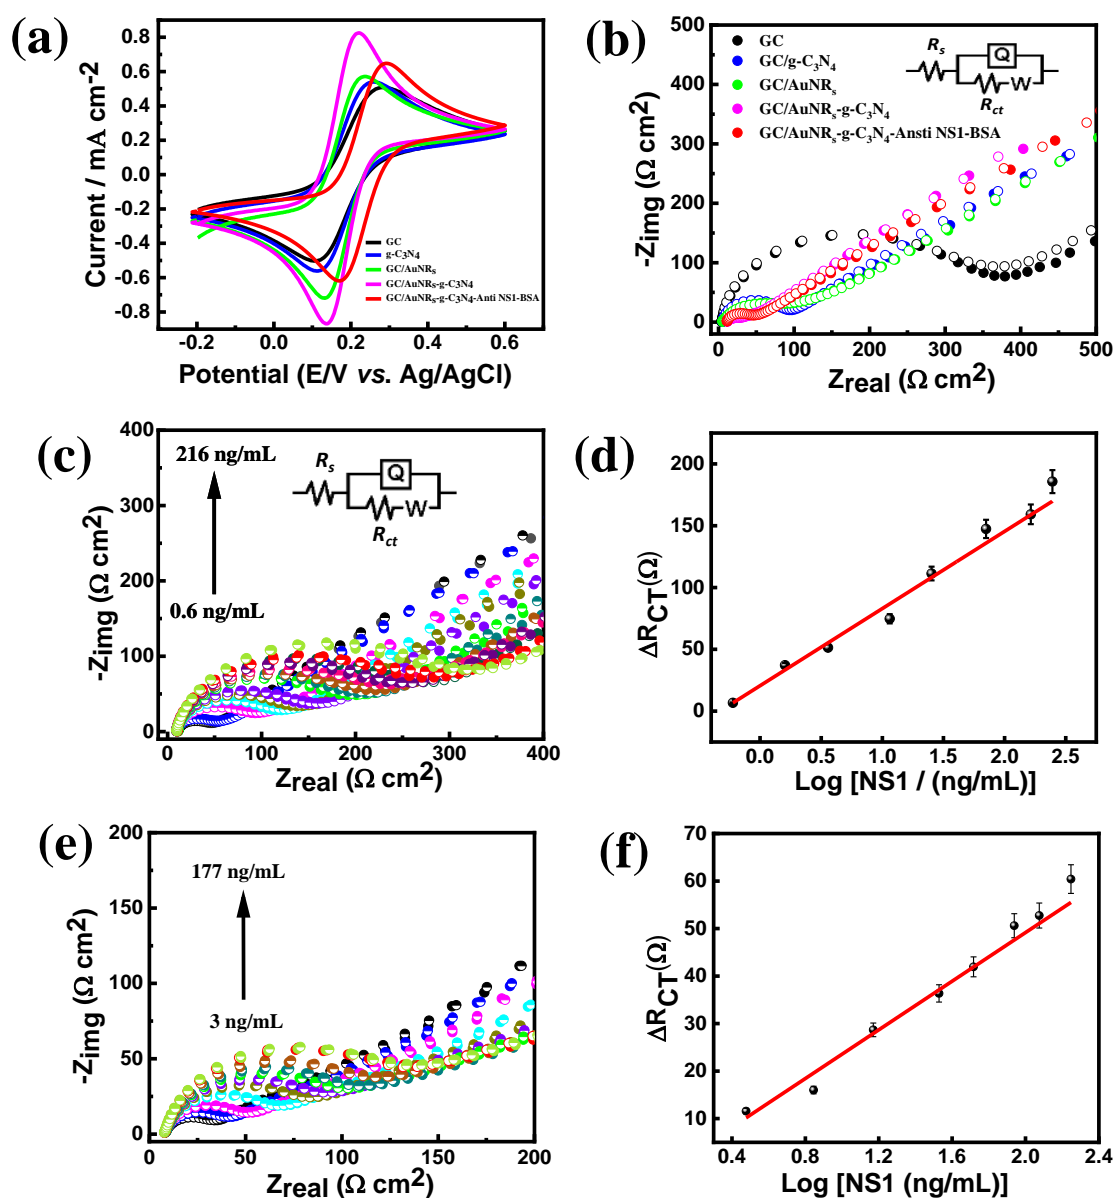 (a)
0.8
0.6
0.4
0.2
0.0
-0.2
-0.4
-0.6
-0.8
Current / mA cm-2
-0.2 0.0 0.2 0.4 0.6
Potential (E/V vs. Ag/AgCl)
GC
g-C3N4
GC/AuNRs
GC/AuNRs-g-C3N4
GC/AuNRs-g-C3N4-Anti NS1-BSA
(b)
500
400
300
200
100
0
-Zimg (Ω cm2)
0 100 200 300 400 500
Zreal (Ω cm2)
GC
GC/g-C3N4
GC/AuNRs
GC/AuNRs-g-C3N4
GC/AuNRs-g-C3N4-Ansti NS1-BSA
Rs
Q
W
Rct
(c)
400
300
200
100
0
-Zimg (Ω cm2)
0 100 200 300 400
Zreal (Ω cm2)
216 ng/mL
0.6 ng/mL
Rs
Q
W
Rct
(d)
200
150
100
50
0
ΔRCT(Ω)
0.0 0.5 1.0 1.5 2.0 2.5
Log [NS1 / (ng/mL)]
(e)
200
150
100
50
0
-Zimg (Ω cm2)
0 50 100 150 200
Zreal (Ω cm2)
177 ng/mL
3 ng/mL
(f)
70
60
50
40
30
20
10
ΔRCT(Ω)
0.4 0.8 1.2 1.6 2.0 2.4
Log [NS1 (ng/mL)]